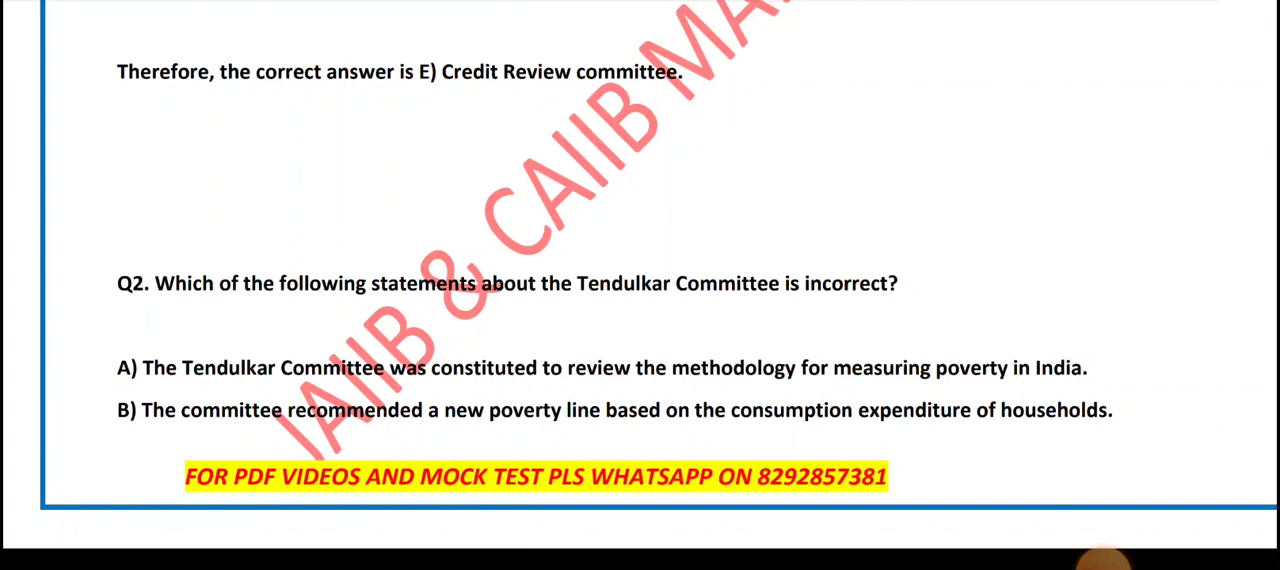 Therefore, the correct answer is E) Credit Review committee.
Q2. Which of the following statements about the Tendulkar Committee is incorrect?
A) The Tendulkar Committee was constituted to review the methodology for measuring poverty in India.
B) The committee recommended a new poverty line based on the consumption expenditure of households.
JAIIB & CAIIB
FOR PDF VIDEOS AND MOCK TEST PLS WHATSAPP ON 8292857381